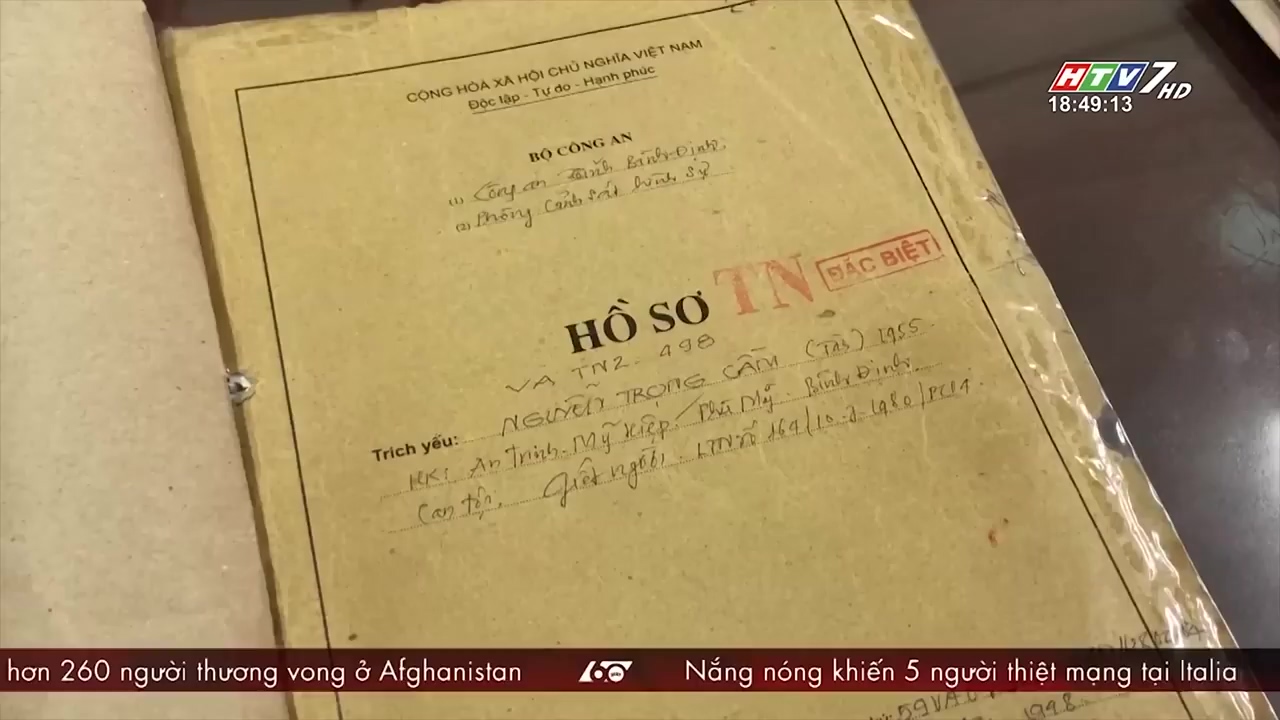 HTV7 HD
18:49:13
CỘNG HÒA XÃ HỘI CHỦ NGHĨA VIỆT NAM
Độc lập - Tự do - Hạnh phúc
BỘ CÔNG AN
(1) Công an Tỉnh Bình Định.
(2) Phòng Cảnh sát hình sự
HỒ SƠ TN ĐẶC BIỆT
VA TN2 - 498
Trích yếu: NGUYỄN TRỌNG CẦM 1955
HK: An Trinh - Mỹ Hiệp / Phù Mỹ - Bình Định.
Can tội. Giết người. LTN số 164/10-7-1980/PC14.
hơn 260 người thương vong ở Afghanistan
60 giây
Nắng nóng khiến 5 người thiệt mạng tại Italia
1998